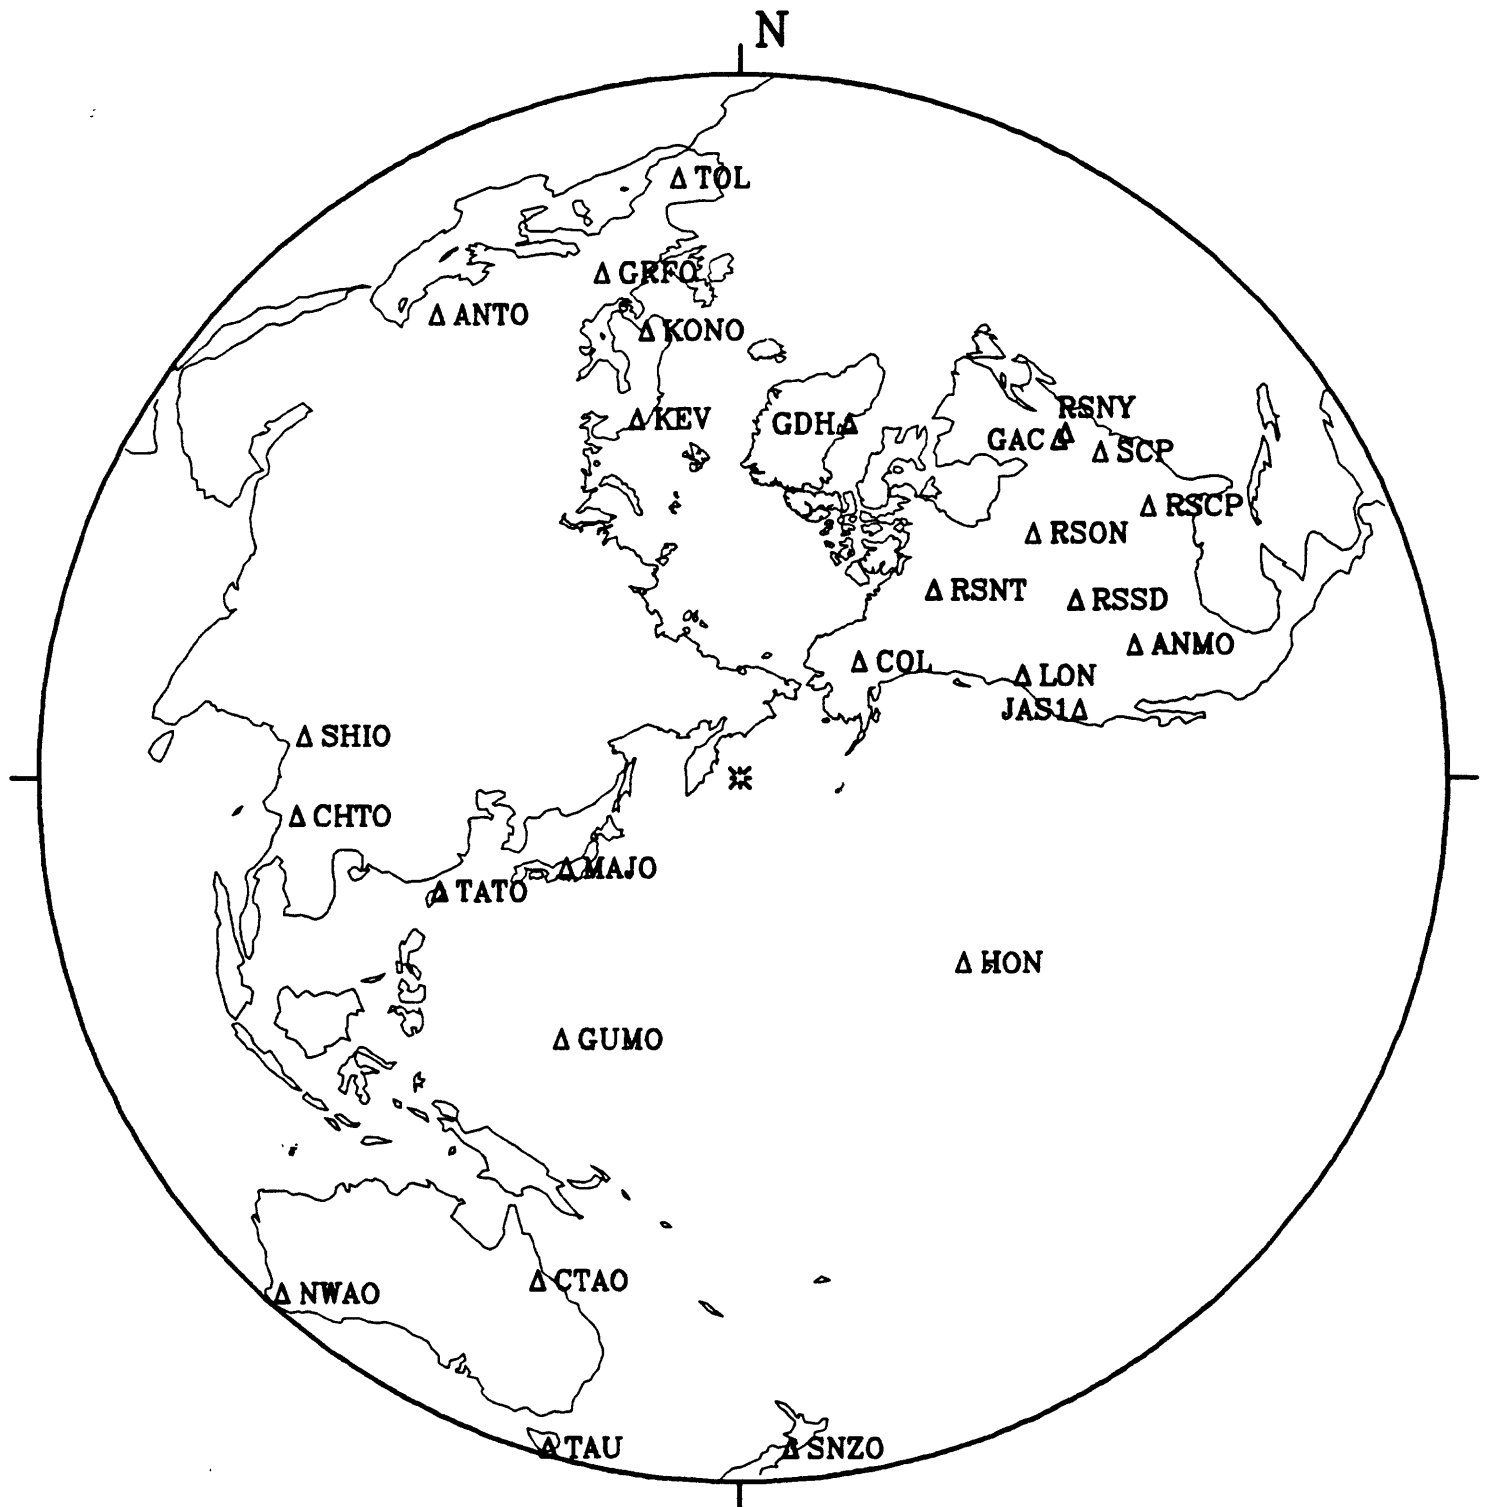 N
TOL
GRFO
ANTO
KONO
KEV
GDH
RSNY
GAC
SCP
RSCP
RSON
RSNT
RSSD
ANMO
COL
LON
JAS1
SHIO
CHTO
MAJO
TATO
HON
GUMO
CTAO
NWAO
TAU
SNZO